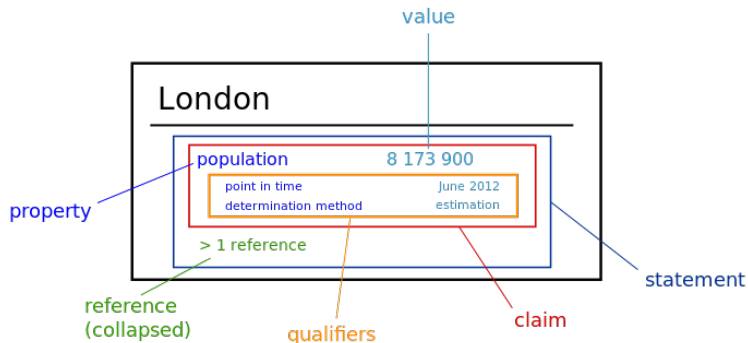 value
London
population 8 173 900
point in time June 2012
determination method estimation
property
> 1 reference
statement
reference
(collapsed)
claim
qualifiers